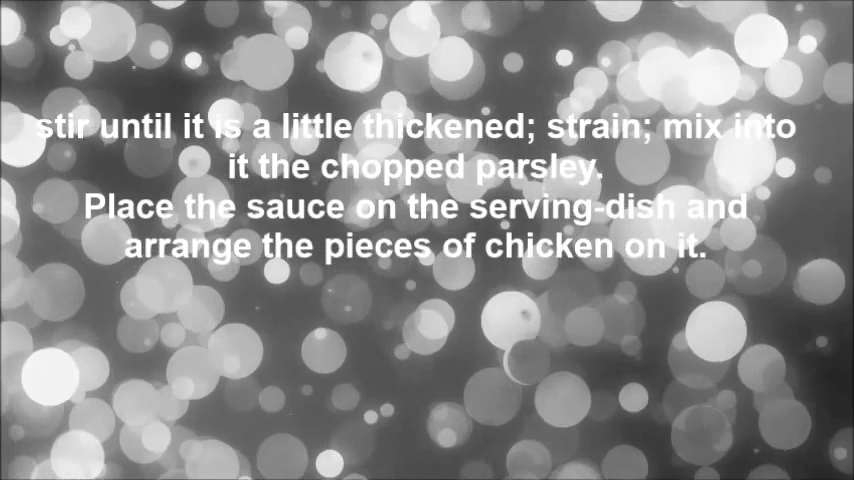 stir until it is a little thickened; strain; mix into
it the chopped parsley.
Place the sauce on the serving-dish and
arrange the pieces of chicken on it.